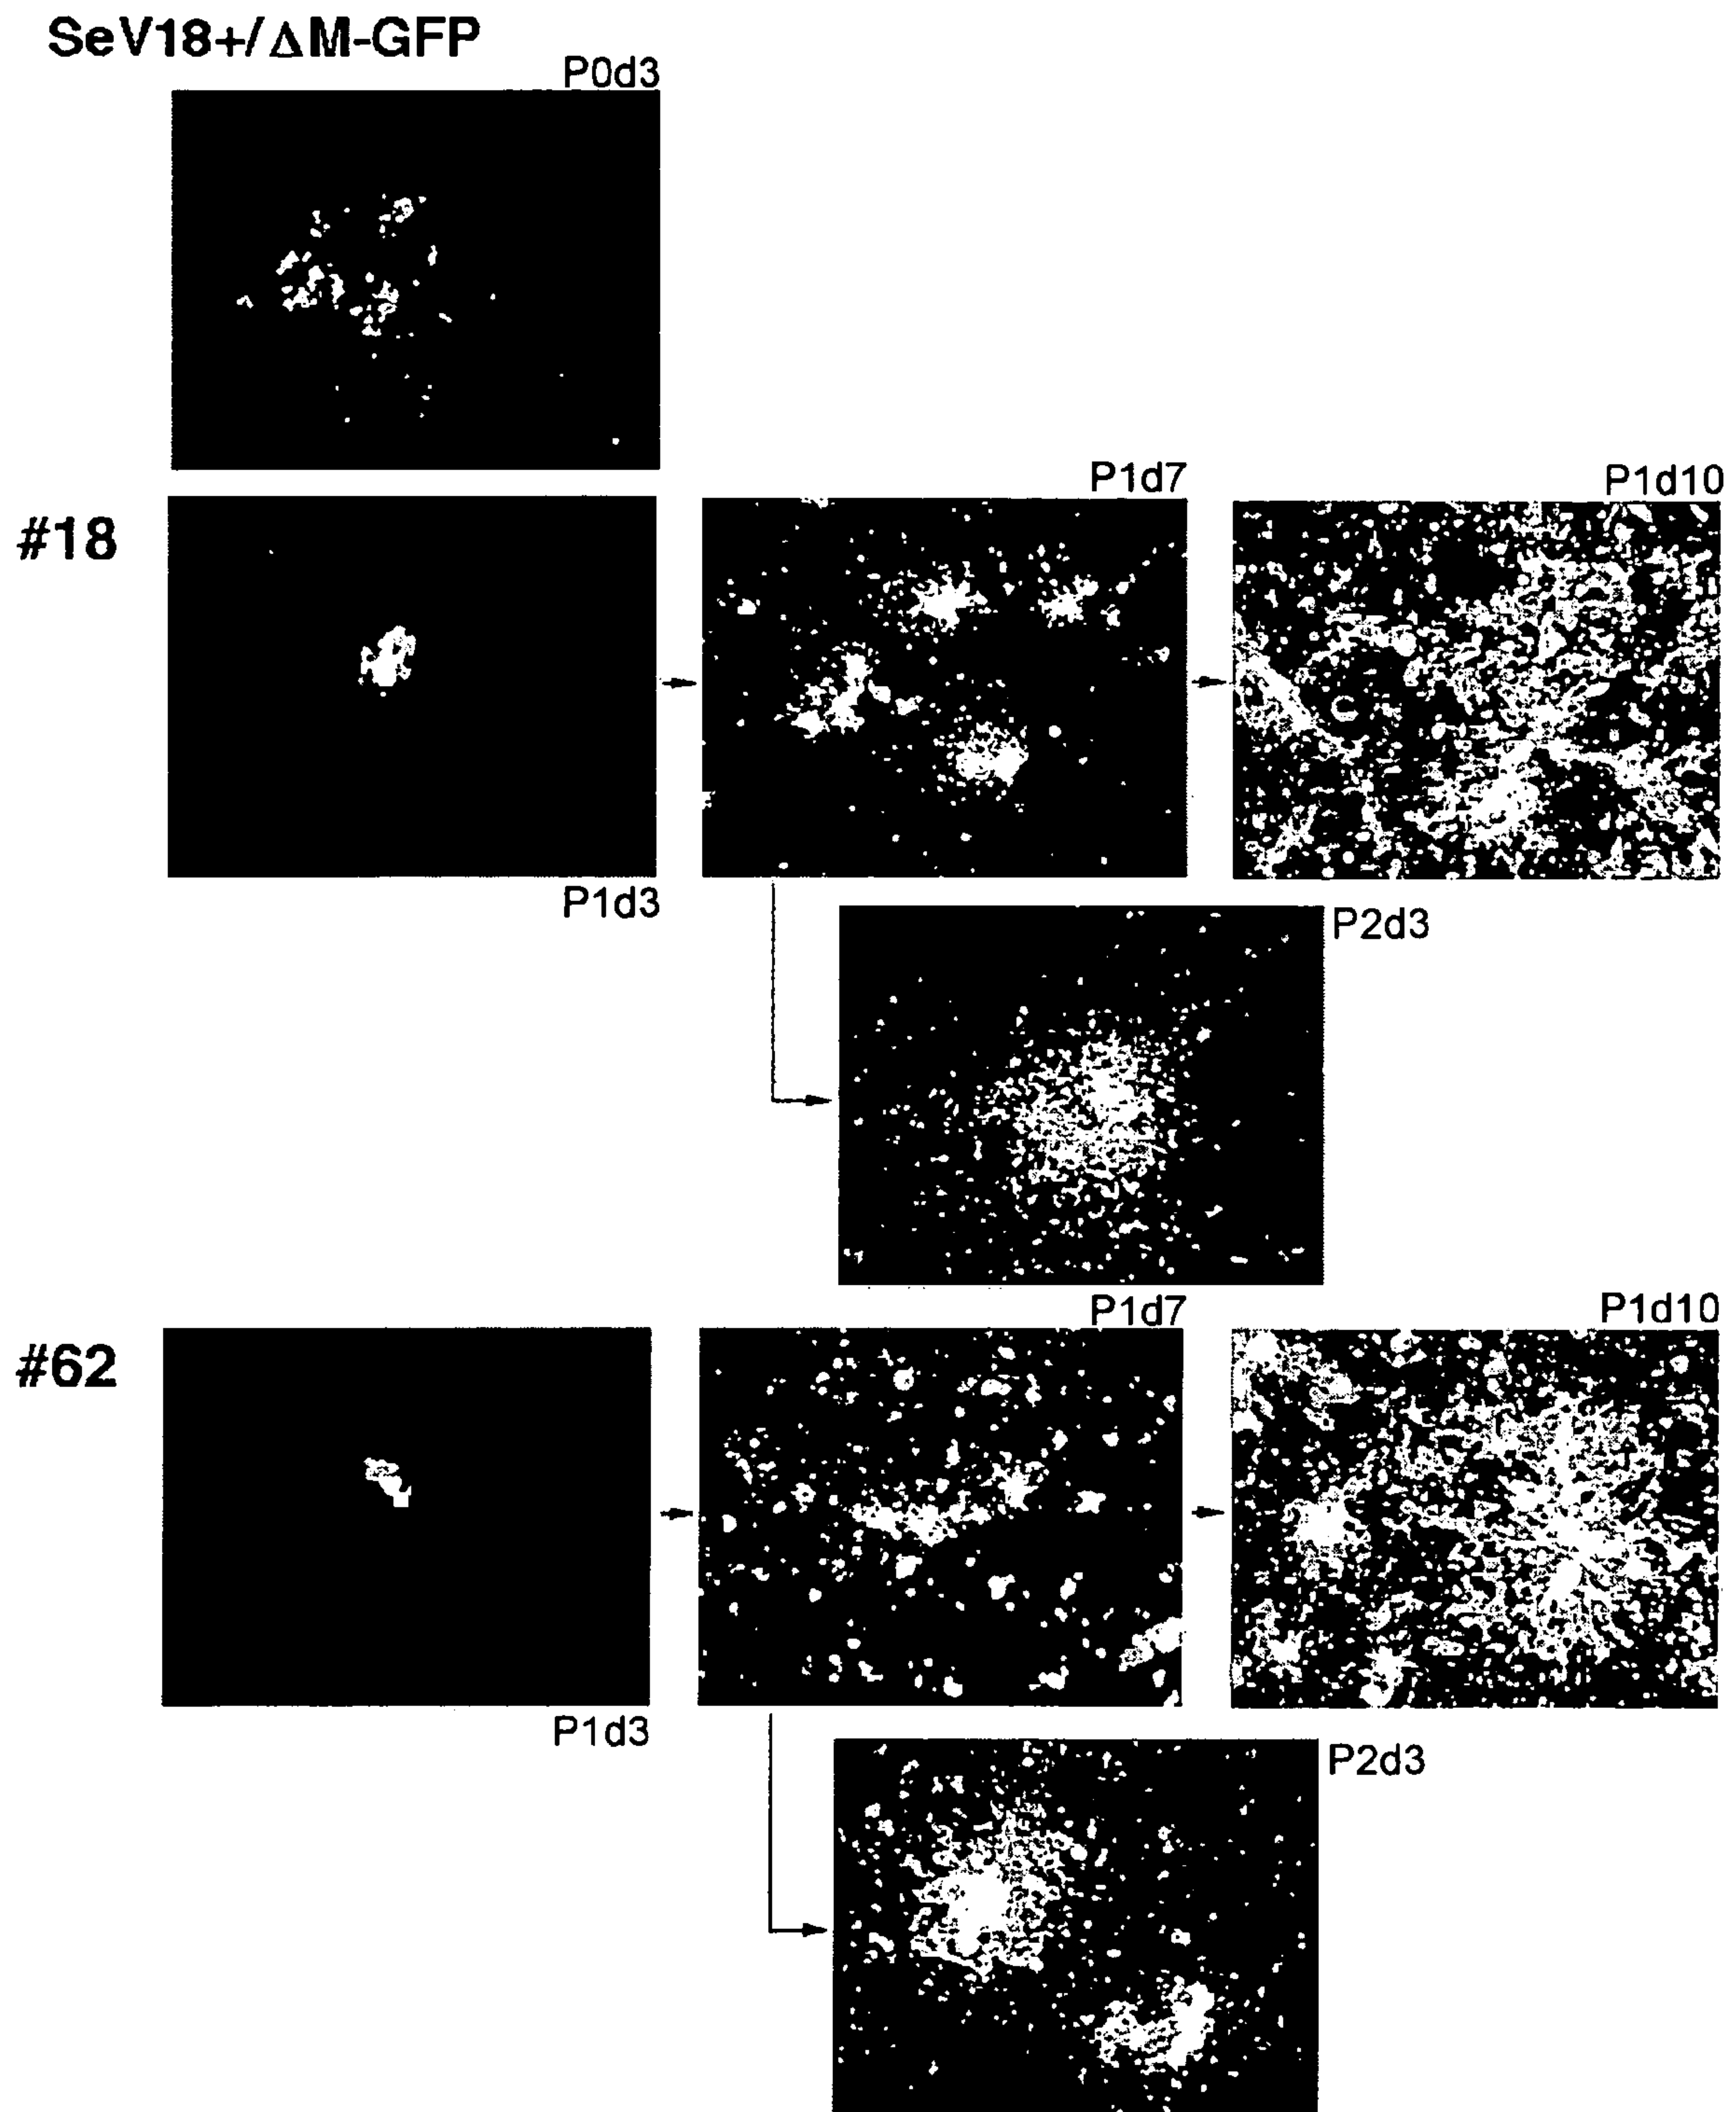 SeV18+/ΔM-GFP
P0d3
#18
P1d3
P1d7
P1d10
P2d3
#62
P1d3
P1d7
P1d10
P2d3